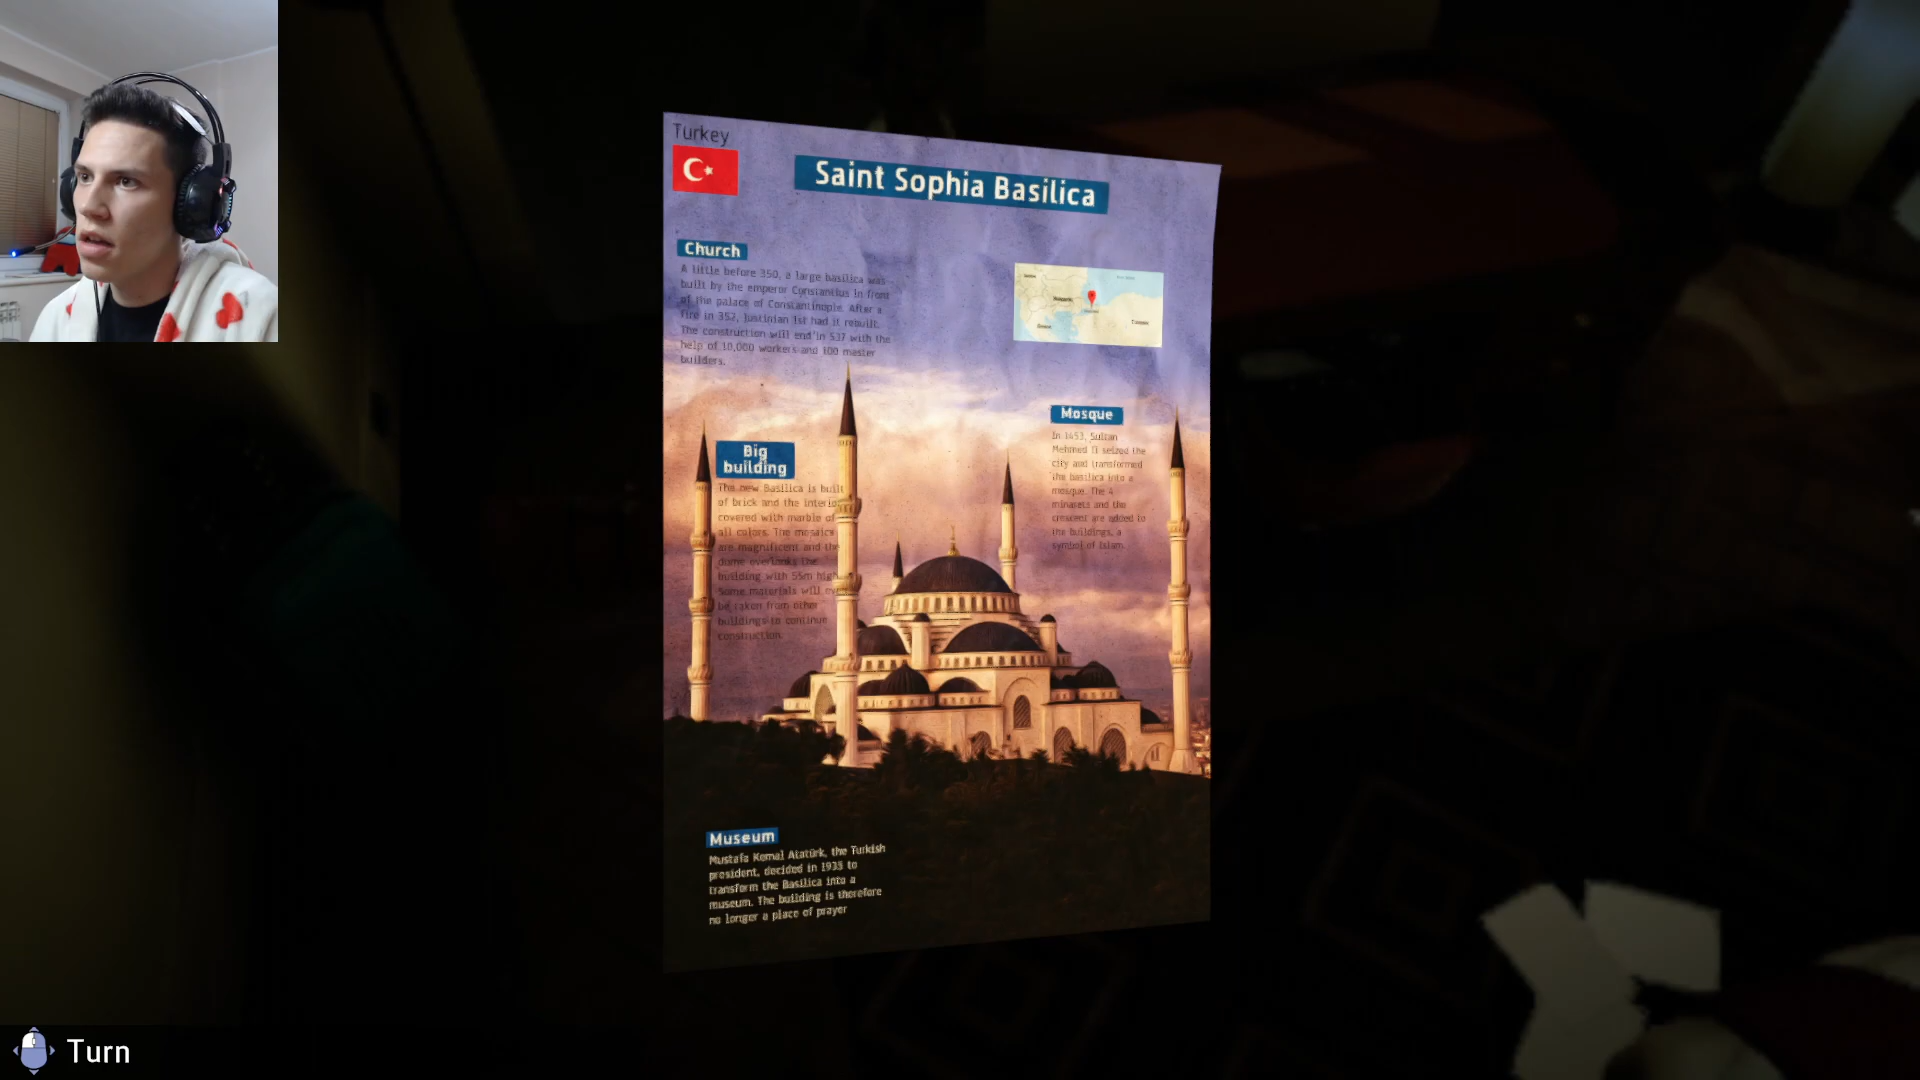 Turkey
Saint Sophia Basilica
Church
A little before 350, a large basilica was
built by the emperor Constantius in front
of the palace of Constantinople. After a
fire in 352, Justinian 1st had it rebuilt.
The construction will end in 537 with the
help of 10,000 workers and 100 master
builders.
Mosque
In 1453, Sultan
Mehmed II seized the
city and transformed
the basilica into a
mosque. The 4
minarets and the
crescent are added to
the buildings, a
symbol of Islam.
Big
building
The new Basilica is built
of brick and the interior
covered with marble of
all colors. The mosaics
are magnificent and the
dome overlooks the
building with 55m high.
Some materials will even
be taken from other
buildings to continue
construction.
Museum
Mustafa Kemal Atatürk, the Turkish
president, decided in 1935 to
transform the Basilica into a
museum. The building is therefore
no longer a place of prayer
Turn